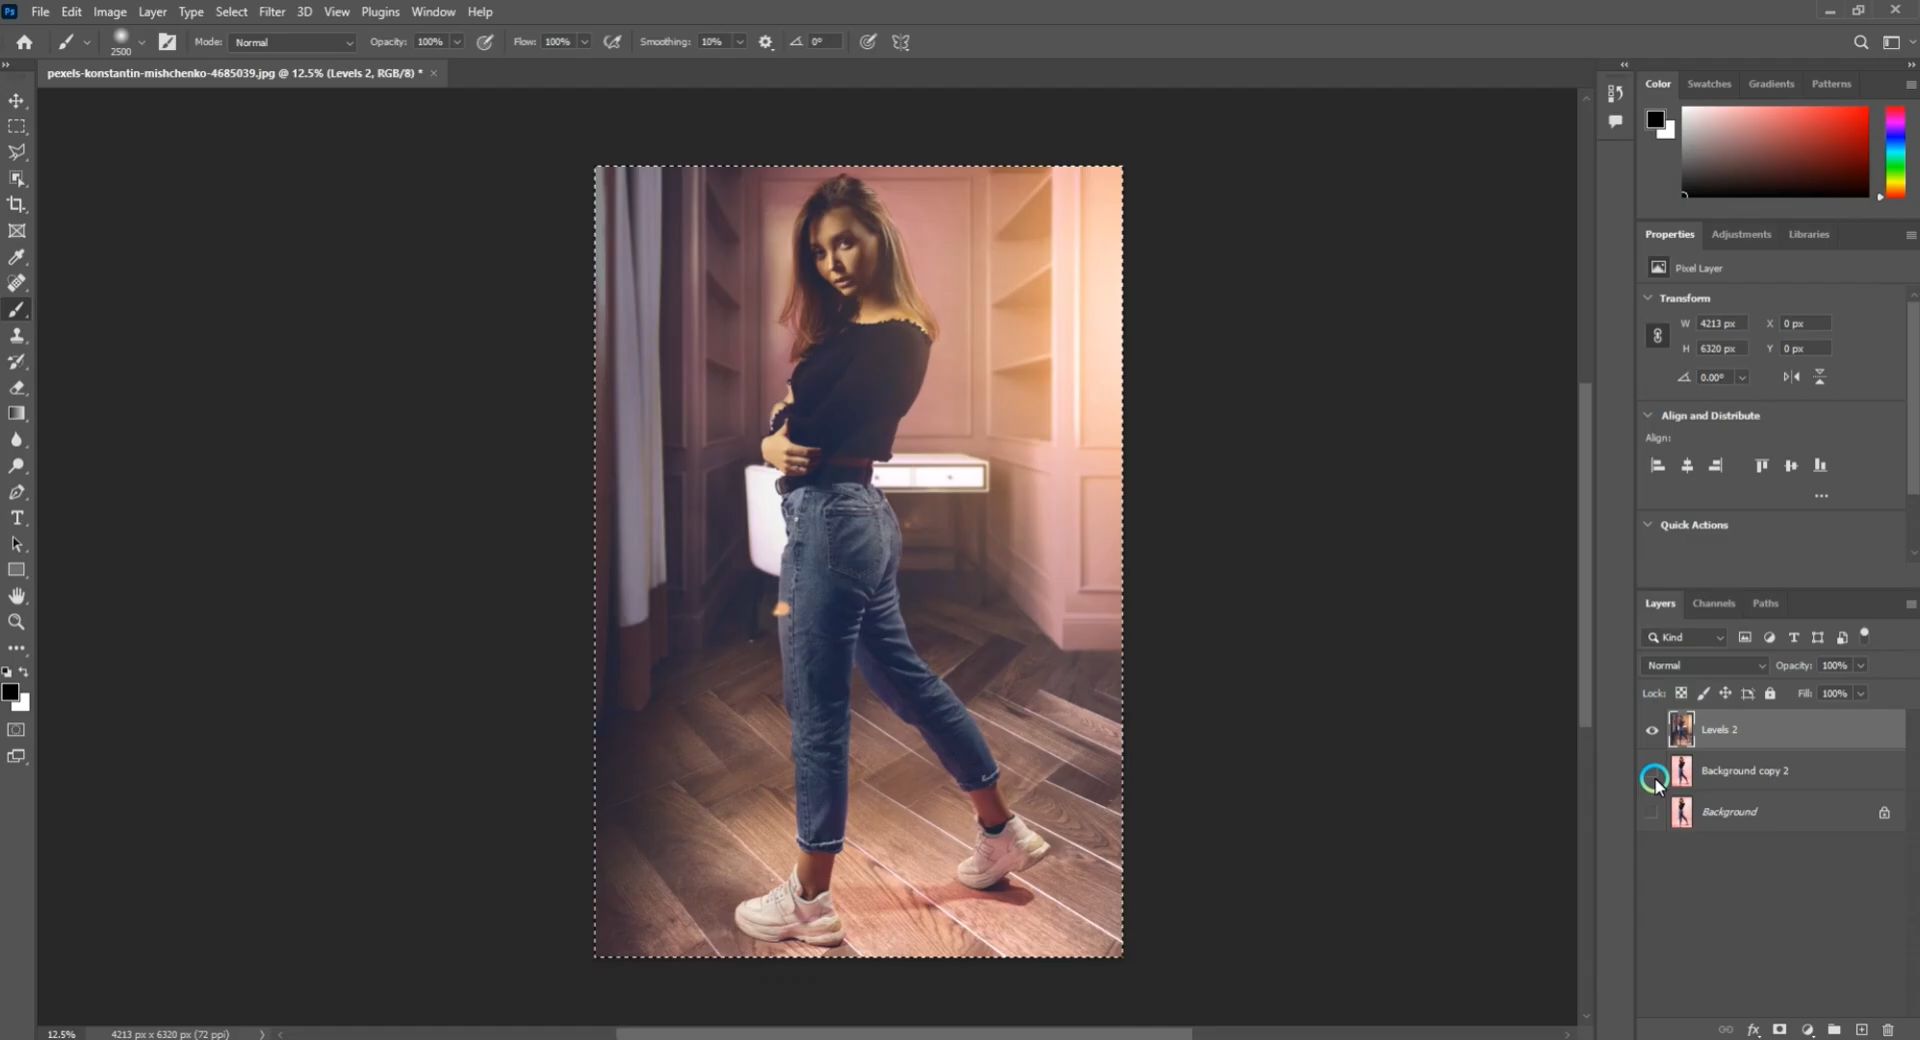 Ps File Edit Image Layer Type Select Filter 3D View Plugins Window Help
2500 Mode: Normal Opacity: 100% Flow: 100% Smoothing: 10% 0°
pexels-konstantin-mishchenko-4685039.jpg @ 12.5% (Levels 2, RGB/8) * ×
Color Swatches Gradients Patterns
Properties Adjustments Libraries
Pixel Layer
Transform
W 4213 px X 0 px
H 6320 px Y 0 px
0.00°
Align and Distribute
Align:
Quick Actions
Layers Channels Paths
Kind
Normal Opacity: 100%
Lock: Fill: 100%
Levels 2
Background copy 2
Background
12.5% 4213 px x 6320 px (72 ppi)